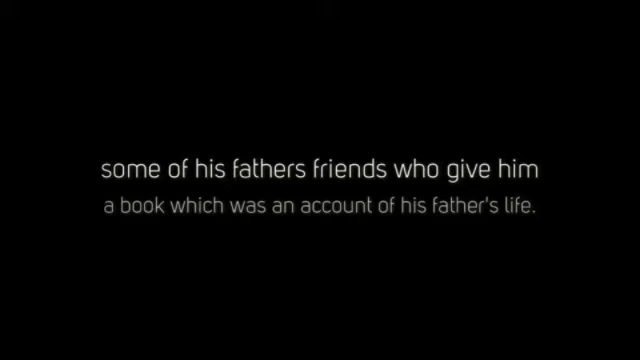 some of his fathers friends who give him
a book which was an account of his father's life.